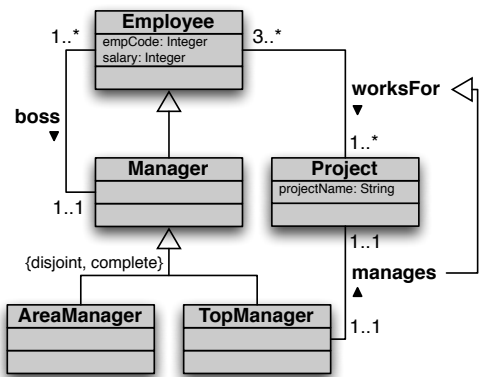 Employee
1..*
empCode: Integer
3..*
salary: Integer
worksFor
▼
boss
▼
1..*
Manager
Project
projectName: String
1..1
1..1
{disjoint, complete}
manages
▲
AreaManager
TopManager
1..1